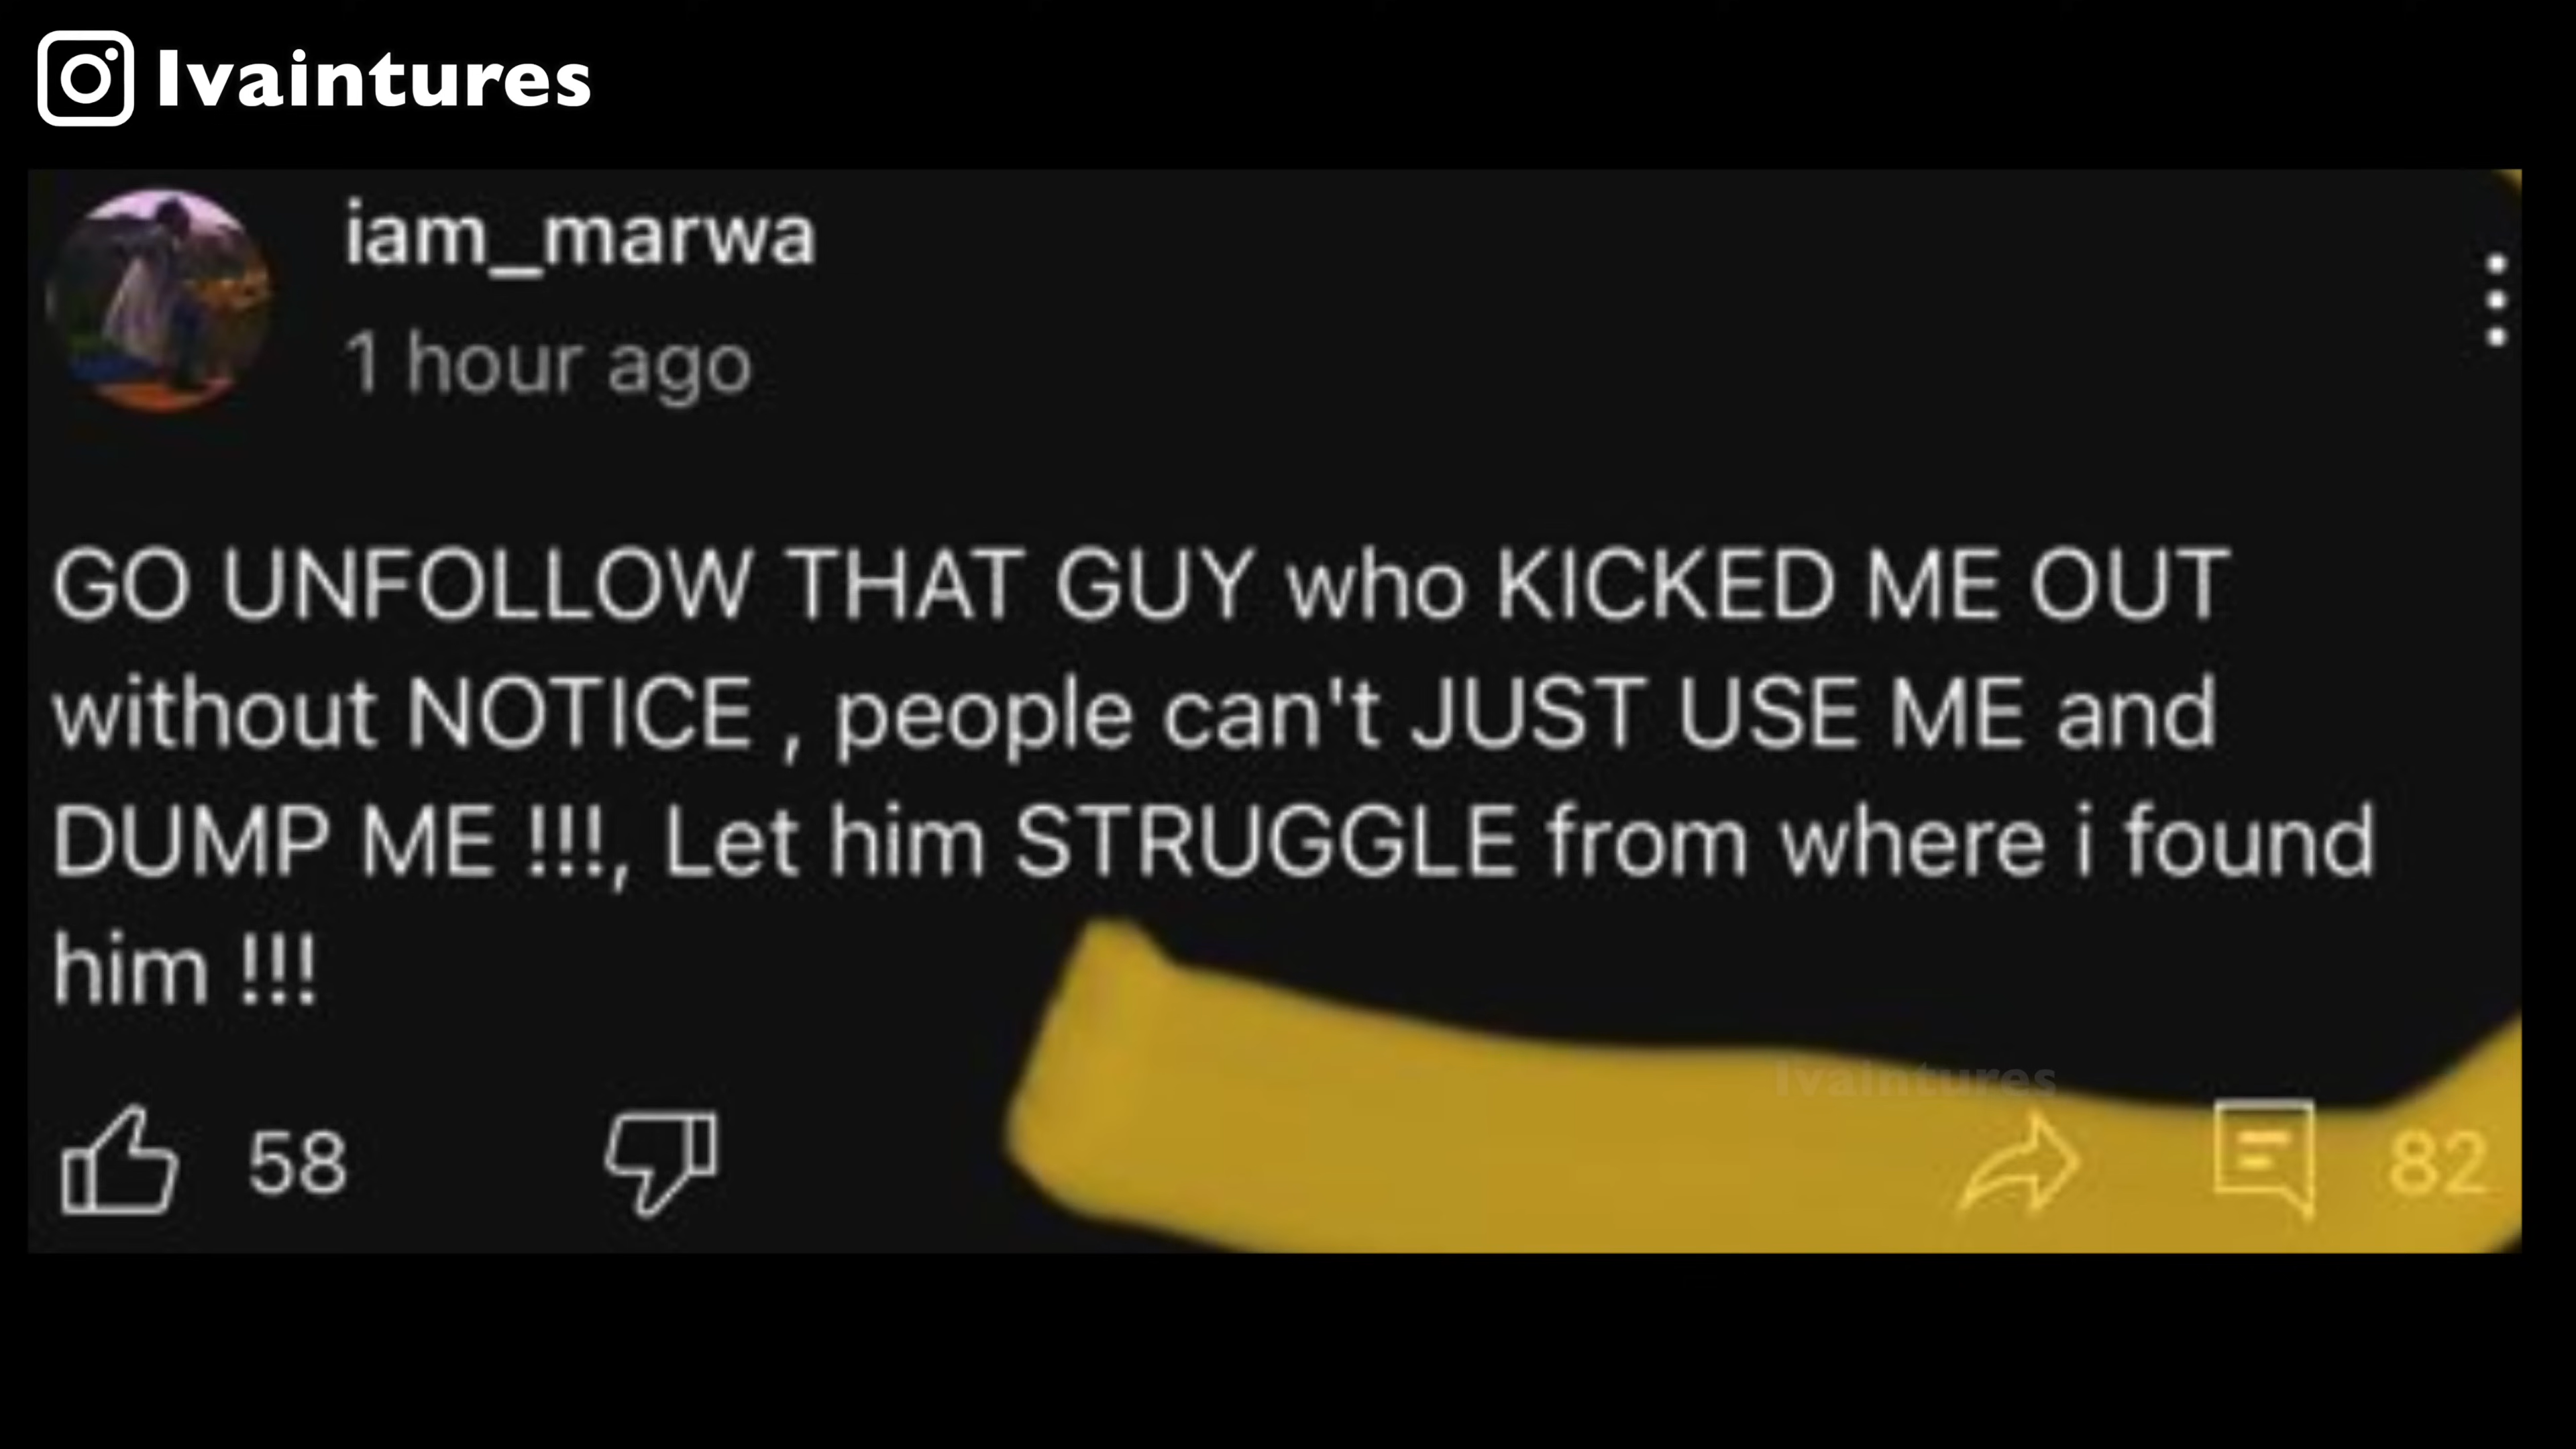 Ivaintures
iam_marwa
1 hour ago
GO UNFOLLOW THAT GUY who KICKED ME OUT
without NOTICE , people can't JUST USE ME and
DUMP ME !!!, Let him STRUGGLE from where i found
him !!!
Ivaintures
58
82